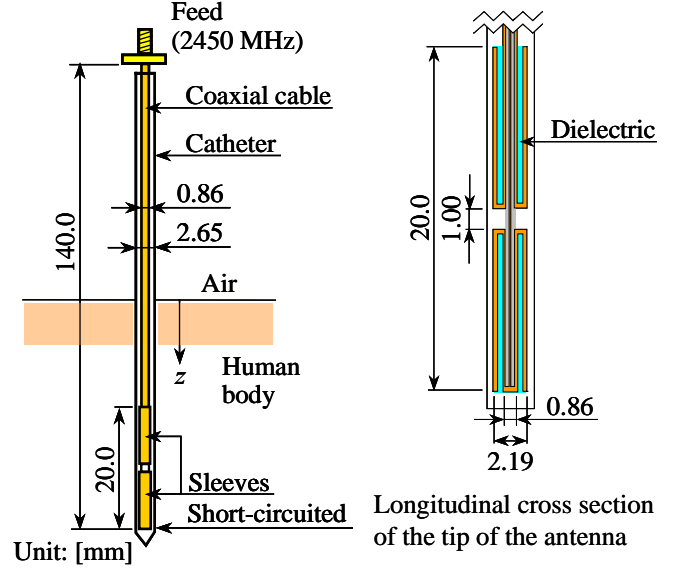 Feed
(2450 MHz)
Coaxial cable
Catheter
0.86
2.65
140.0
Air
z
Human
body
20.0
Sleeves
Short-circuited
Unit: [mm]
Dielectric
20.0
1.00
0.86
2.19
Longitudinal cross section
of the tip of the antenna